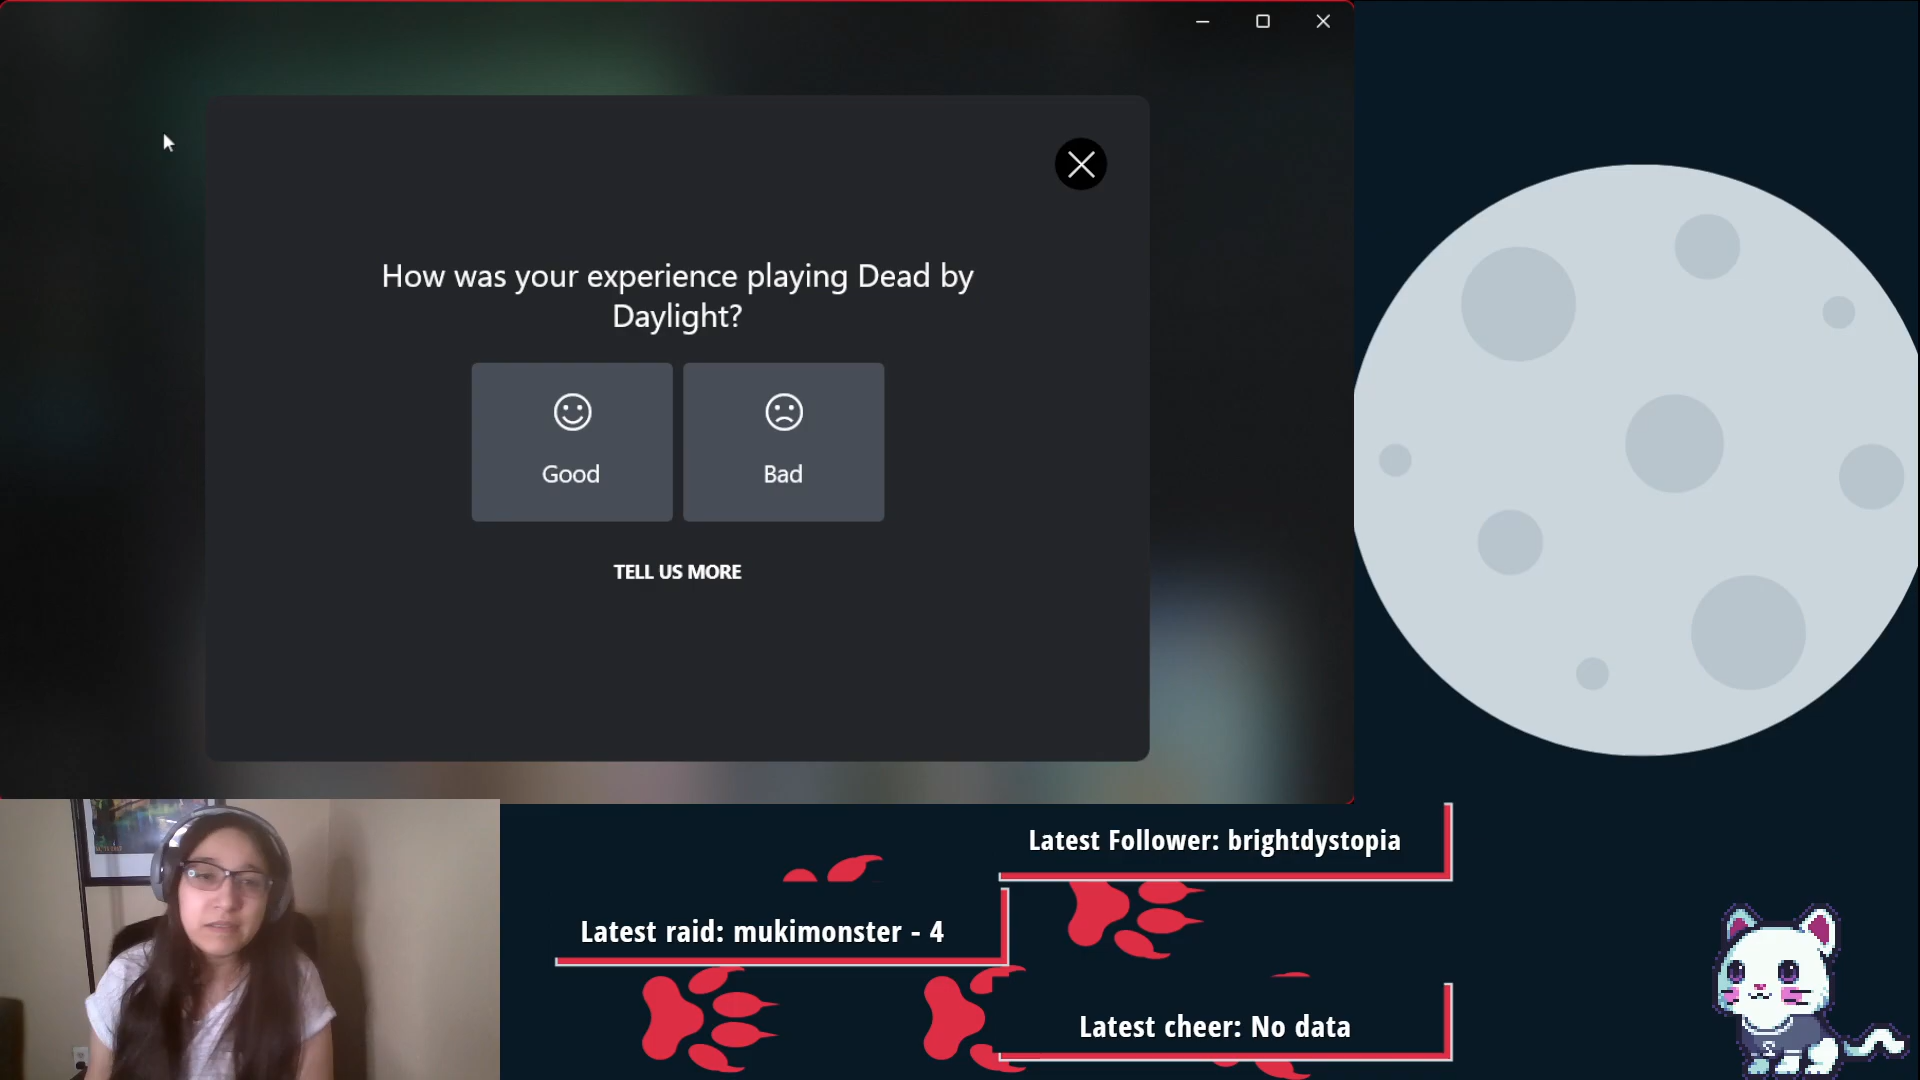 How was your experience playing Dead by
Daylight?
Good
Bad
TELL US MORE
Latest Follower: brightdystopia
Latest raid: mukimonster - 4
Latest cheer: No data